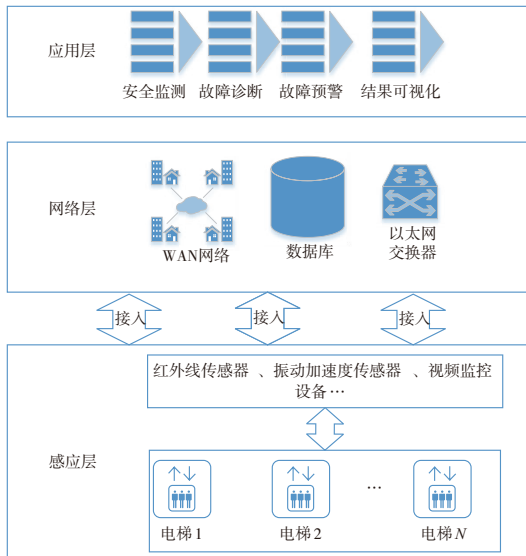 应用层
安全监测 故障诊断 故障预警 结果可视化
网络层
WAN网络
数据库
以太网
交换器
接入 接入 接入
感应层
红外线传感器 、振动加速度传感器 、视频监控
设备…
…
电梯1 电梯2 电梯N